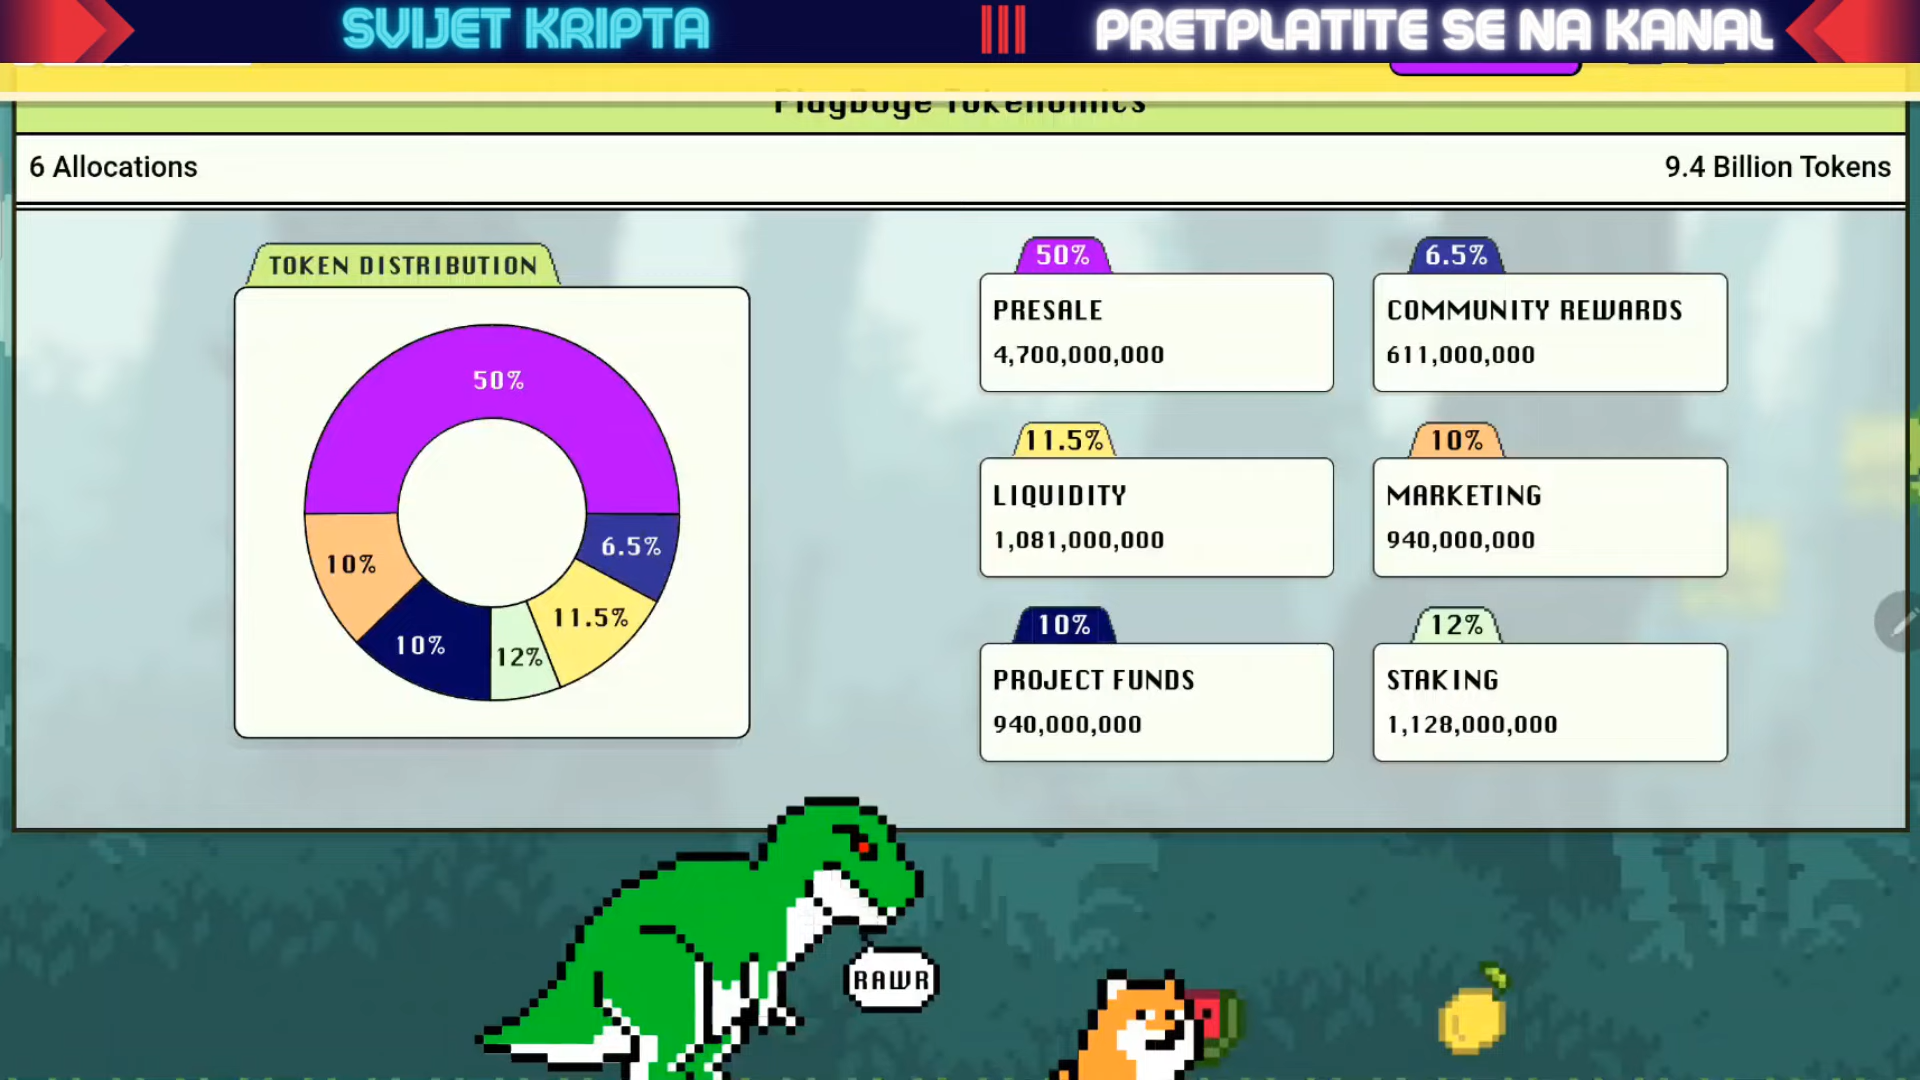 SVIJET KRIPTA
PRETPLATITE SE NA KANAL
PlayDoge Tokenomics
6 Allocations
9.4 Billion Tokens
TOKEN DISTRIBUTION
50%
10%
6.5%
10%
12%
11.5%
50%
PRESALE
4,700,000,000
6.5%
COMMUNITY REWARDS
611,000,000
11.5%
LIQUIDITY
1,081,000,000
10%
MARKETING
940,000,000
10%
PROJECT FUNDS
940,000,000
12%
STAKING
1,128,000,000
RAWR